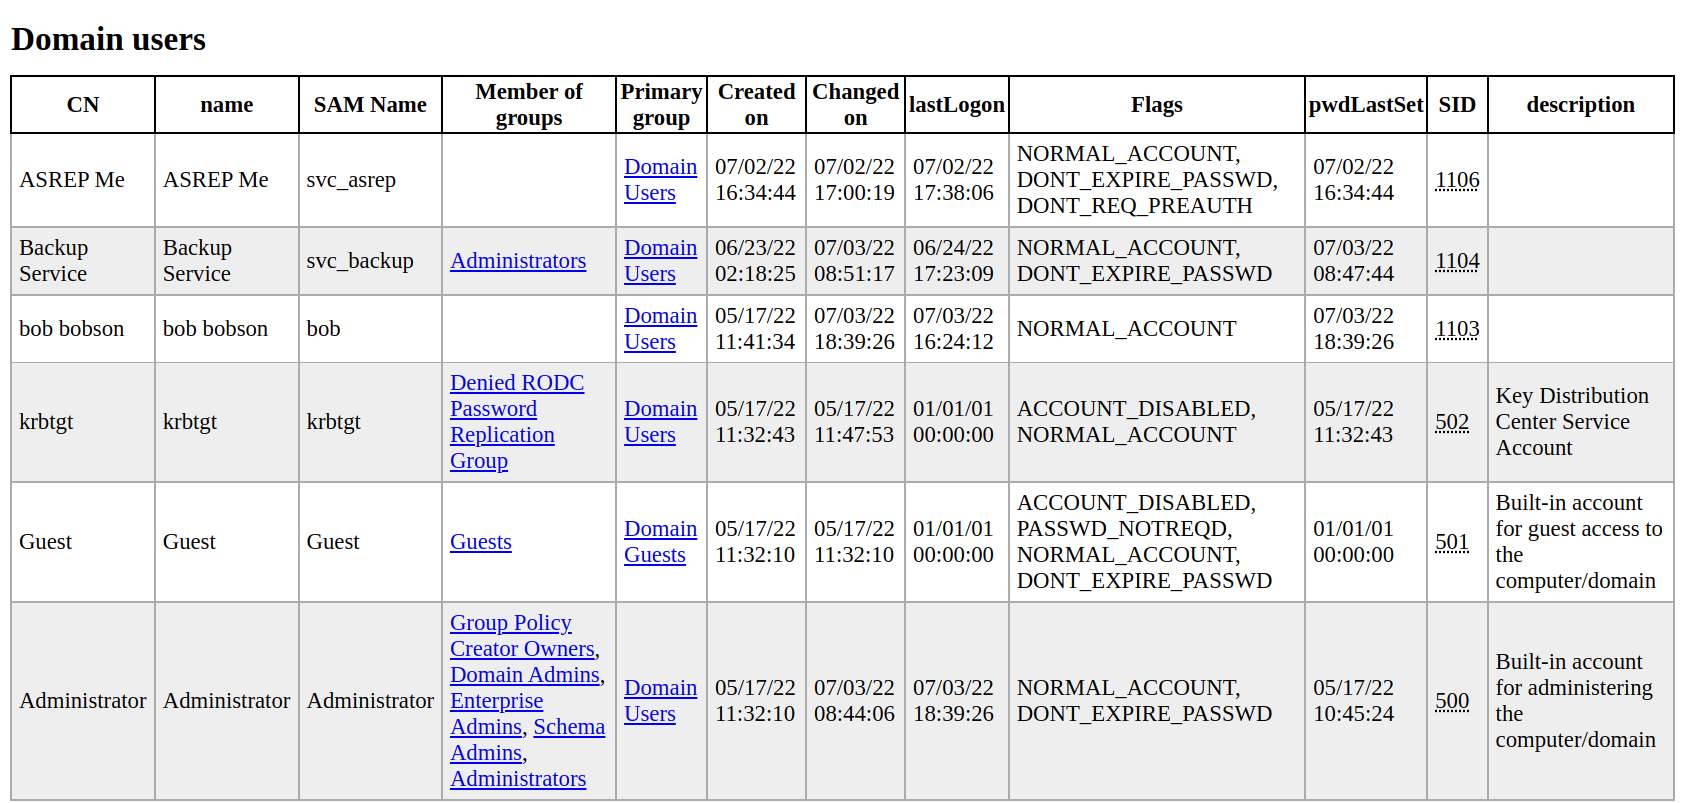 Domain users
CN name SAM Name Member of groups Primary group Created on Changed on lastLogon Flags pwdLastSet SID description
ASREP Me ASREP Me svc_asrep Domain Users 07/02/22 16:34:44 07/02/22 17:00:19 07/02/22 17:38:06 NORMAL_ACCOUNT, DONT_EXPIRE_PASSWD, DONT_REQ_PREAUTH 07/02/22 16:34:44 1106
Backup Service Backup Service svc_backup Administrators Domain Users 06/23/22 02:18:25 07/03/22 08:51:17 06/24/22 17:23:09 NORMAL_ACCOUNT, DONT_EXPIRE_PASSWD 07/03/22 08:47:44 1104
bob bobson bob bobson bob Domain Users 05/17/22 11:41:34 07/03/22 18:39:26 07/03/22 16:24:12 NORMAL_ACCOUNT 07/03/22 18:39:26 1103
krbtgt krbtgt krbtgt Denied RODC Password Replication Group Domain Users 05/17/22 11:32:43 05/17/22 11:47:53 01/01/01 00:00:00 ACCOUNT_DISABLED, NORMAL_ACCOUNT 05/17/22 11:32:43 502 Key Distribution Center Service Account
Guest Guest Guest Guests Domain Guests 05/17/22 11:32:10 05/17/22 11:32:10 01/01/01 00:00:00 ACCOUNT_DISABLED, PASSWD_NOTREQD, NORMAL_ACCOUNT, DONT_EXPIRE_PASSWD 01/01/01 00:00:00 501 Built-in account for guest access to the computer/domain
Administrator Administrator Administrator Group Policy Creator Owners, Domain Admins, Enterprise Admins, Schema Admins, Administrators Domain Users 05/17/22 11:32:10 07/03/22 08:44:06 07/03/22 18:39:26 NORMAL_ACCOUNT, DONT_EXPIRE_PASSWD 05/17/22 10:45:24 500 Built-in account for administering the computer/domain